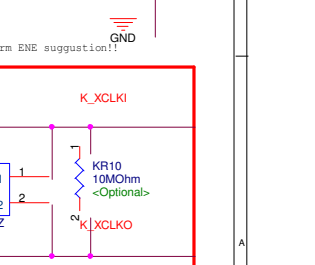 GND
rm ENE suggustion!!
K_XCLKI
1
1
KR10
10MOhm
<Optional>
2
2
2
K_XCLKO
Z
A